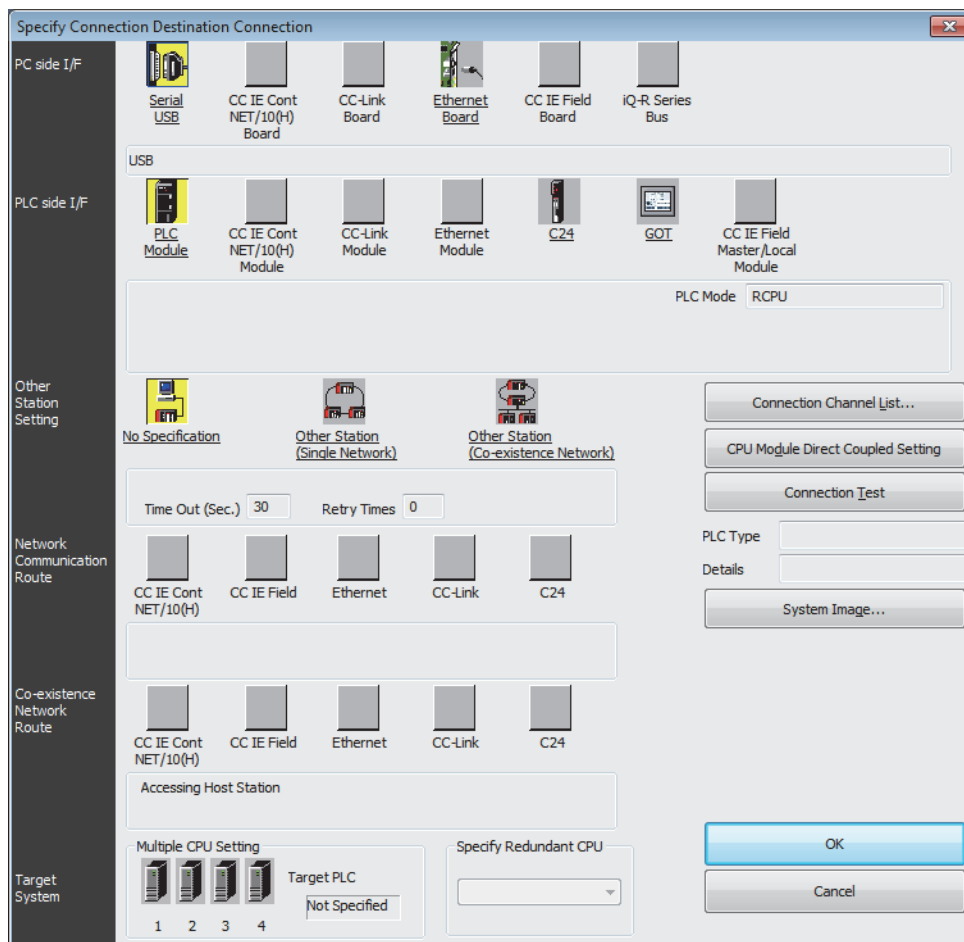 Specify Connection Destination Connection
PC side I/F
Serial
USB
CC IE Cont
NET/10(H)
Board
CC-Link
Board
Ethernet
Board
CC IE Field
Board
iQ-R Series
Bus
USB
PLC side I/F
PLC
Module
CC IE Cont
NET/10(H)
Module
CC-Link
Module
Ethernet
Module
C24
GOT
CC IE Field
Master/Local
Module
PLC Mode RCPU
Other
Station
Setting
No Specification
Other Station
(Single Network)
Other Station
(Co-existence Network)
Connection Channel List...
CPU Module Direct Coupled Setting
Time Out (Sec.) 30 Retry Times 0
Connection Test
PLC Type
Details
System Image...
Network
Communication
Route
CC IE Cont
NET/10(H)
CC IE Field
Ethernet
CC-Link
C24
Co-existence
Network
Route
CC IE Cont
NET/10(H)
CC IE Field
Ethernet
CC-Link
C24
Accessing Host Station
Target
System
Multiple CPU Setting
1 2 3 4
Target PLC
Not Specified
Specify Redundant CPU
OK
Cancel